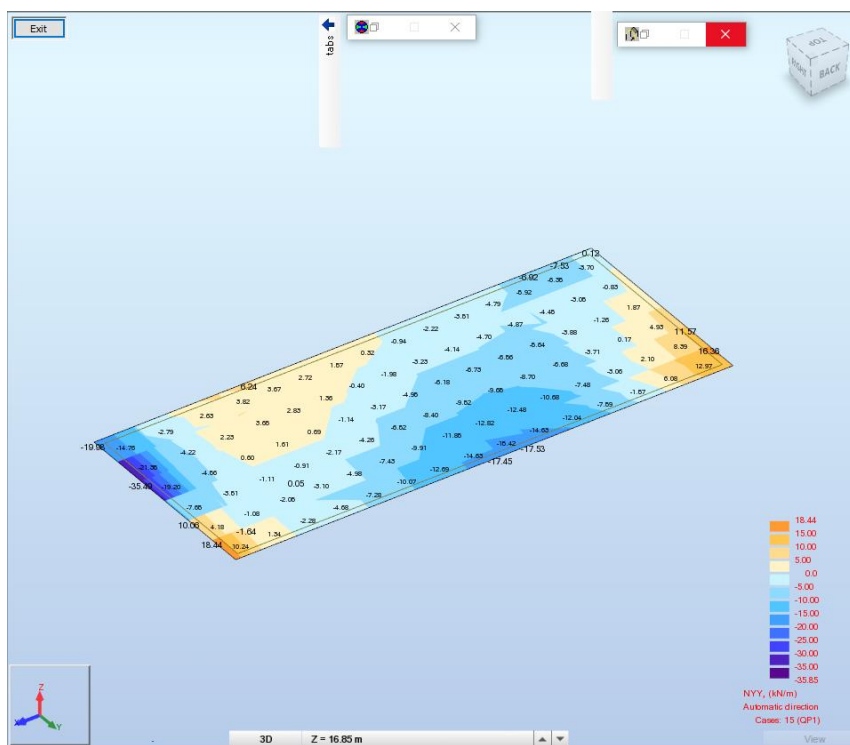 Exit
tabs
TOP
RIGHT
BACK
0.12
-7.53 -3.70
-6.92 -6.36
-5.92 -0.83
-4.79 -3.06 1.87
-3.51 -4.46 -1.26 4.93 11.57
-2.22 -4.87 -3.88 0.17 8.39 16.36
-0.94 -4.70 -5.64 -3.71 2.10 12.97
0.32 -4.14 -6.56 -6.68 -3.06 6.08
1.57 -3.23 -5.73 -8.70 -7.48 -1.87
2.72 -0.40 -1.98 -6.18 -9.66 -10.68 -7.59
6.24 3.67 1.36 -4.96 -9.52 -12.48 -12.04
3.82 2.83 -3.17 -8.40 -12.82 -14.63
2.63 3.66 0.69 -1.14 -6.52 -11.86 -16.42 -17.53
-2.79 2.23 1.61 -4.26 -9.91 -14.83 -17.45
-19.98 -14.76 -4.22 0.60 -2.17 -7.43 -12.69
-21.36 -4.66 -0.91 -4.98 -10.07
-35.49 -19.20 -3.51 -1.11 0.05 -3.10 -7.28
-7.66 -1.08 -2.06 -4.68
10.06 4.18 -1.64 1.34 -2.28
18.44 10.24
18.44
15.00
10.00
5.00
0.0
-5.00
-10.00
-15.00
-20.00
-25.00
-30.00
-35.00
-35.85
NYY, (kN/m)
Automatic direction
Cases: 15 (QP1)
Z
X
Y
3D Z = 16.85 m
View